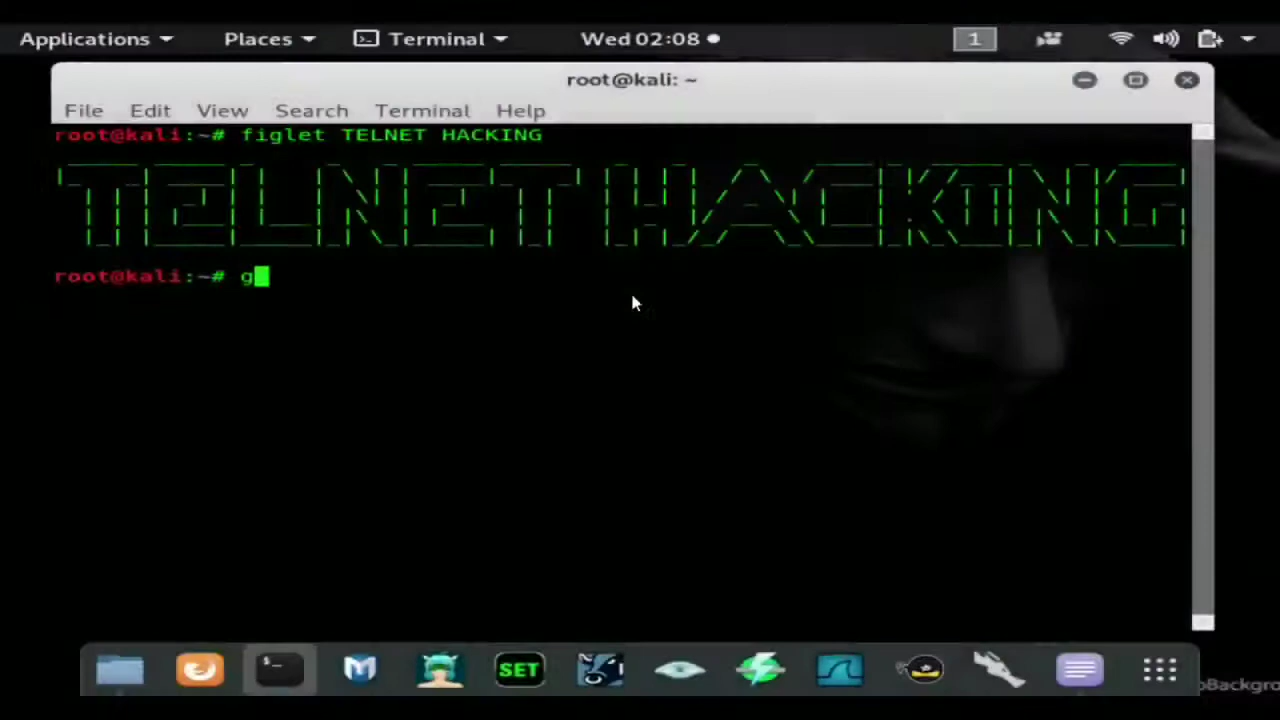 Applications Places Terminal Wed 02:08 1
root@kali: ~
File Edit View Search Terminal Help
root@kali:~# figlet TELNET HACKING
TELNET HACKING
root@kali:~# g
SET
oBackgro